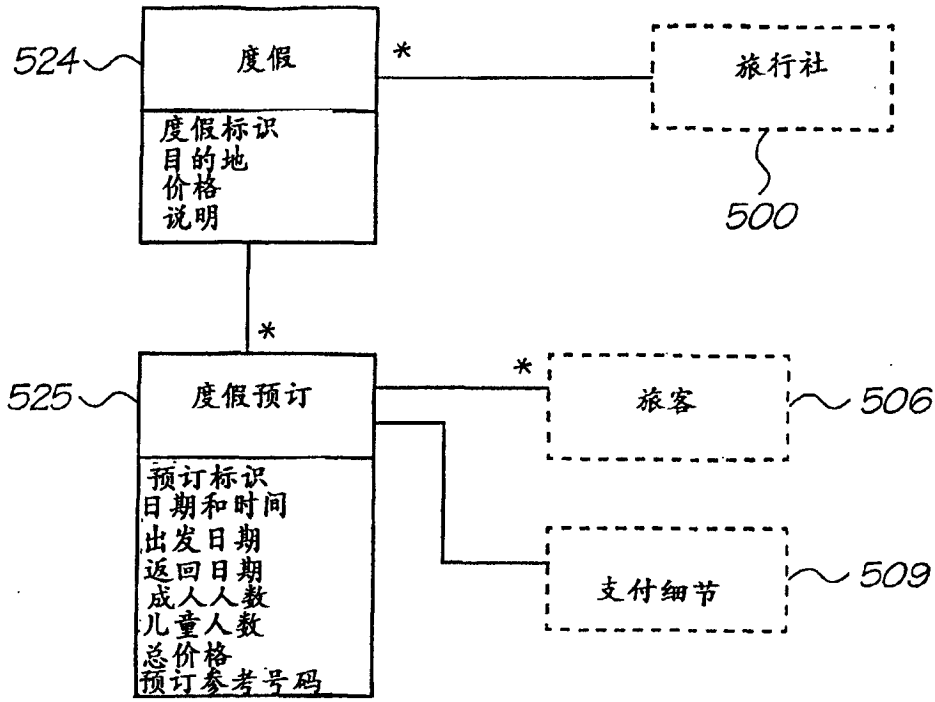 524
度假
*
旅行社
度假标识
目的地
价格
说明
500
*
525
度假预订
*
旅客
506
预订标识
日期和时间
出发日期
返回日期
成人人数
儿童人数
总价格
预订参考号码
支付细节
509